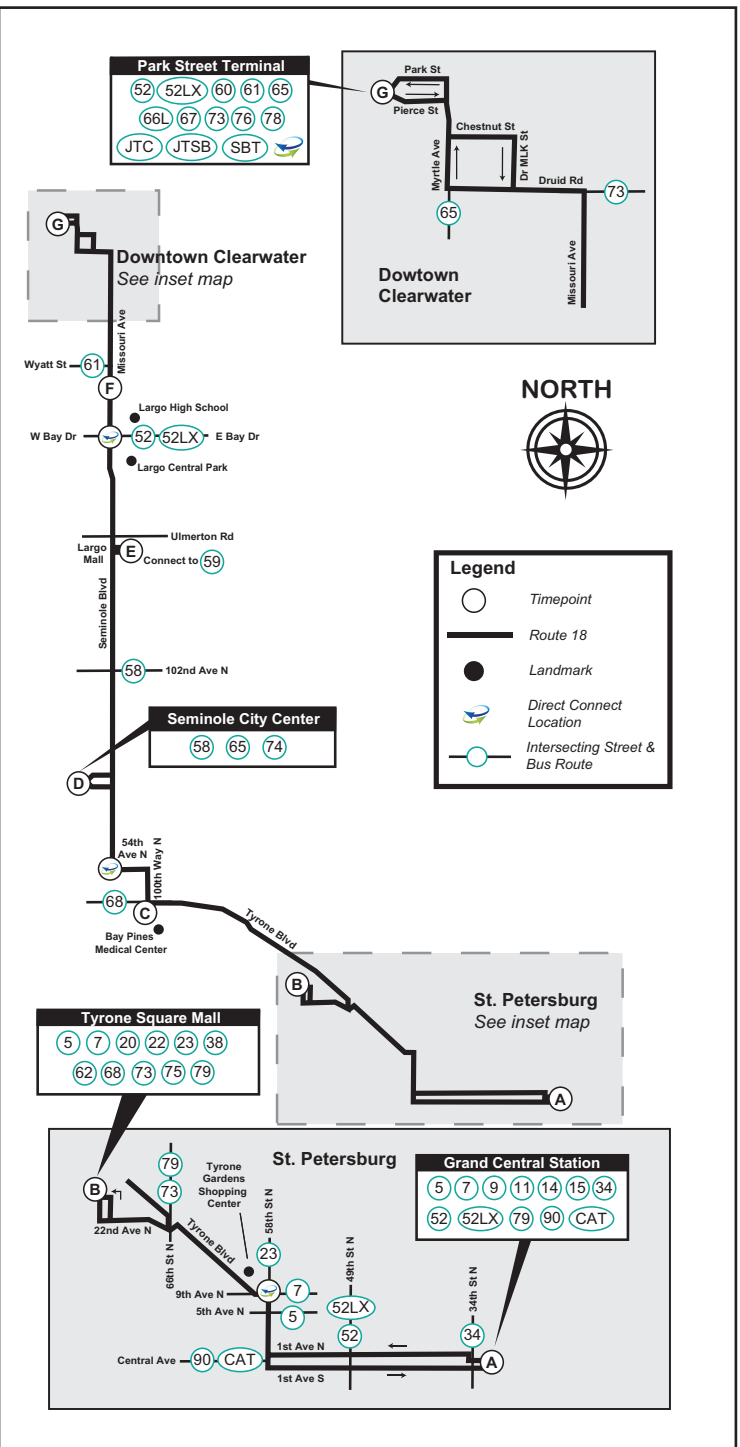 Park Street Terminal
52 52LX 60 61 65
66L 67 73 76 78
JTC JTSB SBT
G
Park St
Pierce St
Chestnut St
Myrtle Ave
Dr MLK St
Druid Rd
73
65
Missouri Ave
Dowtown
Clearwater
G
Downtown Clearwater
See inset map
Missouri Ave
Wyatt St
61
F
Largo High School
W Bay Dr
52
52LX
E Bay Dr
Largo Central Park
NORTH
Ulmerton Rd
Largo
Mall
E
Connect to
59
Seminole Blvd
58
102nd Ave N
Legend
Timepoint
Route 18
Landmark
Direct Connect
Location
Intersecting Street &
Bus Route
Seminole City Center
58 65 74
D
54th
Ave N
100th Way N
68
C
Bay Pines
Medical Center
Tyrone Blvd
B
St. Petersburg
See inset map
A
Tyrone Square Mall
5 7 20 22 23 38
62 68 73 75 79
St. Petersburg
Grand Central Station
5 7 9 11 14 15 34
52 52LX 79 90 CAT
79
73
B
22nd Ave N
66th St N
Tyrone Blvd
Tyrone
Gardens
Shopping
Center
58th St N
23
9th Ave N
7
5th Ave N
5
49th St N
52LX
52
34th St N
34
1st Ave N
Central Ave
90
CAT
1st Ave S
A